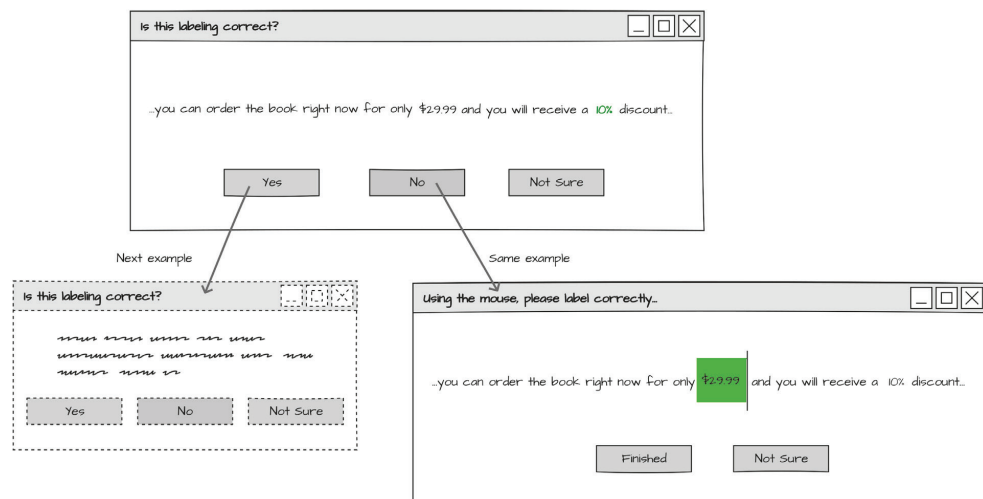 Is this labeling correct?
...you can order the book right now for only $29.99 and you will receive a 10% discount...
Yes
No
Not Sure
Next example
Same example
Is this labeling correct?
Yes
No
Not Sure
Using the mouse, please label correctly...
...you can order the book right now for only $29.99 and you will receive a 10% discount...
Finished
Not Sure